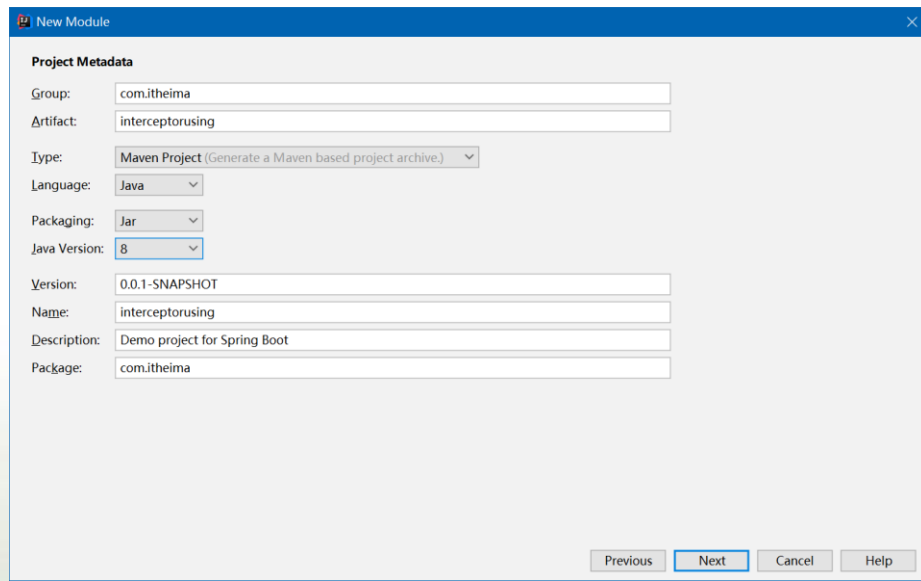 New Module
Project Metadata
Group: com.itheima
Artifact: interceptorusing
Type: Maven Project (Generate a Maven based project archive.)
Language: Java
Packaging: Jar
Java Version: 8
Version: 0.0.1-SNAPSHOT
Name: interceptorusing
Description: Demo project for Spring Boot
Package: com.itheima
Previous Next Cancel Help